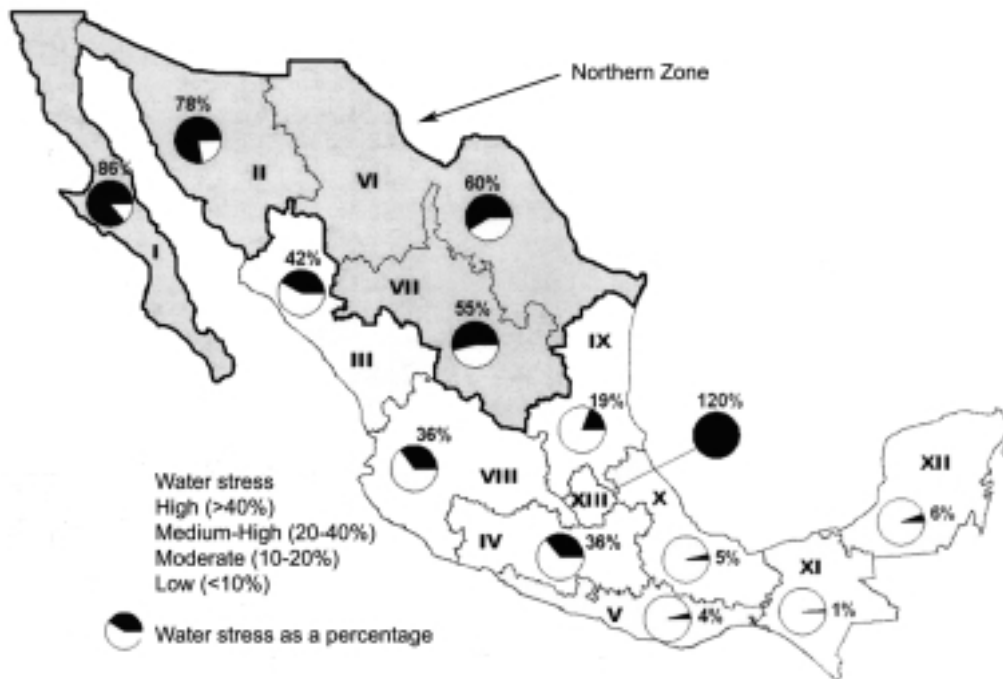 Northern Zone
78%
II
VI
86%
I
60%
42%
VII
55%
III
IX
19%
120%
36%
VIII
XIII
X
XII
6%
IV
36%
5%
XI
V
4%
1%
Water stress
High (>40%)
Medium-High (20-40%)
Moderate (10-20%)
Low (<10%)
Water stress as a percentage